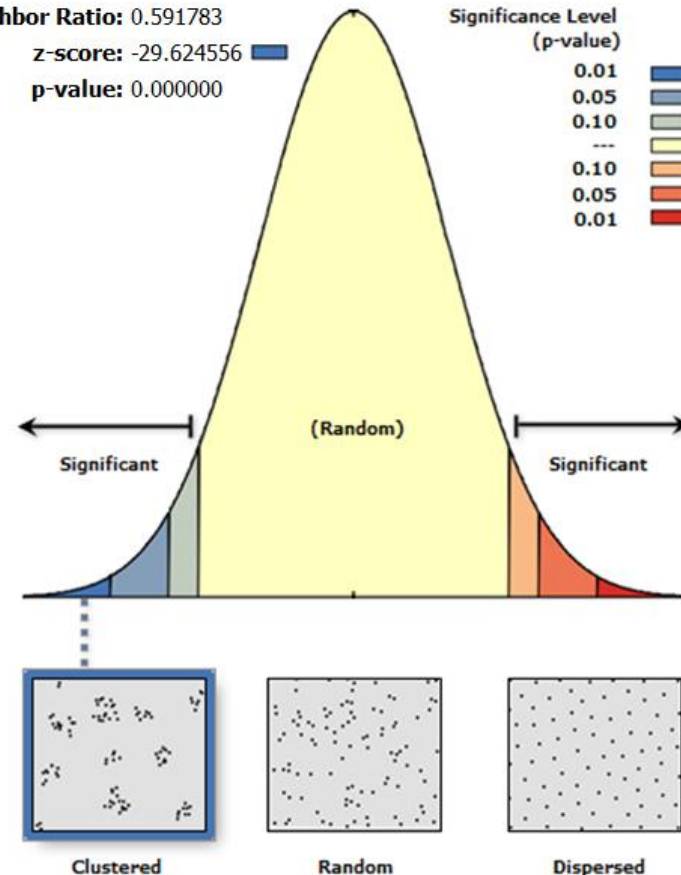 hbor Ratio: 0.591783
z-score: -29.624556
p-value: 0.000000
Significance Level
(p-value)
0.01
0.05
0.10
---
0.10
0.05
0.01
(Random)
Significant
Significant
Clustered
Random
Dispersed